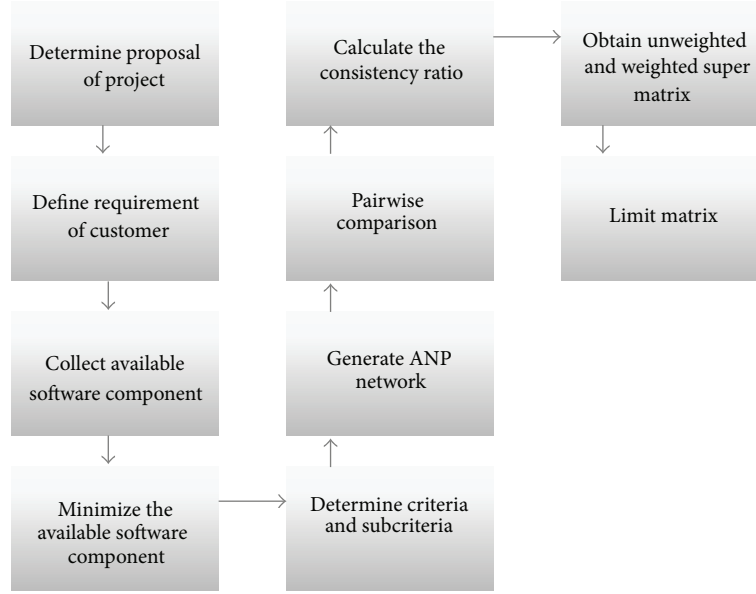 Determine proposal
of project
Define requirement
of customer
Collect available
software component
Minimize the
available software
component
Determine criteria
and subcriteria
Generate ANP
network
Pairwise
comparison
Calculate the
consistency ratio
Obtain unweighted
and weighted super
matrix
Limit matrix